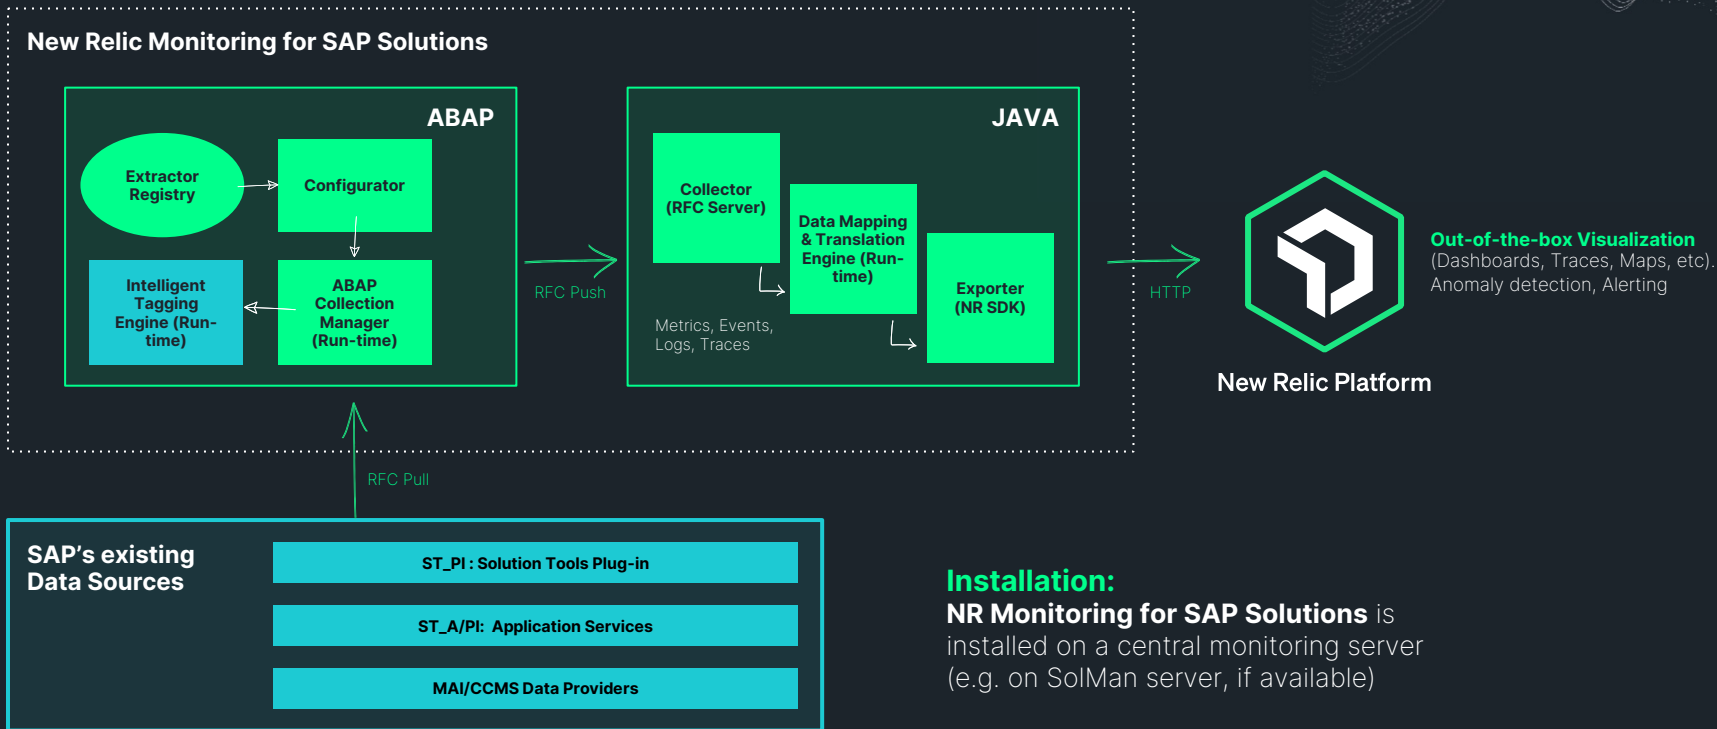 New Relic Monitoring for SAP Solutions
ABAP
Extractor
Registry
Configurator
Intelligent
Tagging
Engine (Run-
time)
ABAP
Collection
Manager
(Run-time)
RFC Push
JAVA
Collector
(RFC Server)
Data Mapping
& Translation
Engine (Run-
time)
Exporter
(NR SDK)
Metrics, Events,
Logs, Traces
HTTP
New Relic Platform
Out-of-the-box Visualization
(Dashboards, Traces, Maps, etc).
Anomaly detection, Alerting
RFC Pull
SAP’s existing
Data Sources
ST_PI : Solution Tools Plug-in
ST_A/PI:  Application Services
MAI/CCMS Data Providers
Installation:
NR Monitoring for SAP Solutions is
installed on a central monitoring server
(e.g. on SolMan server, if available)